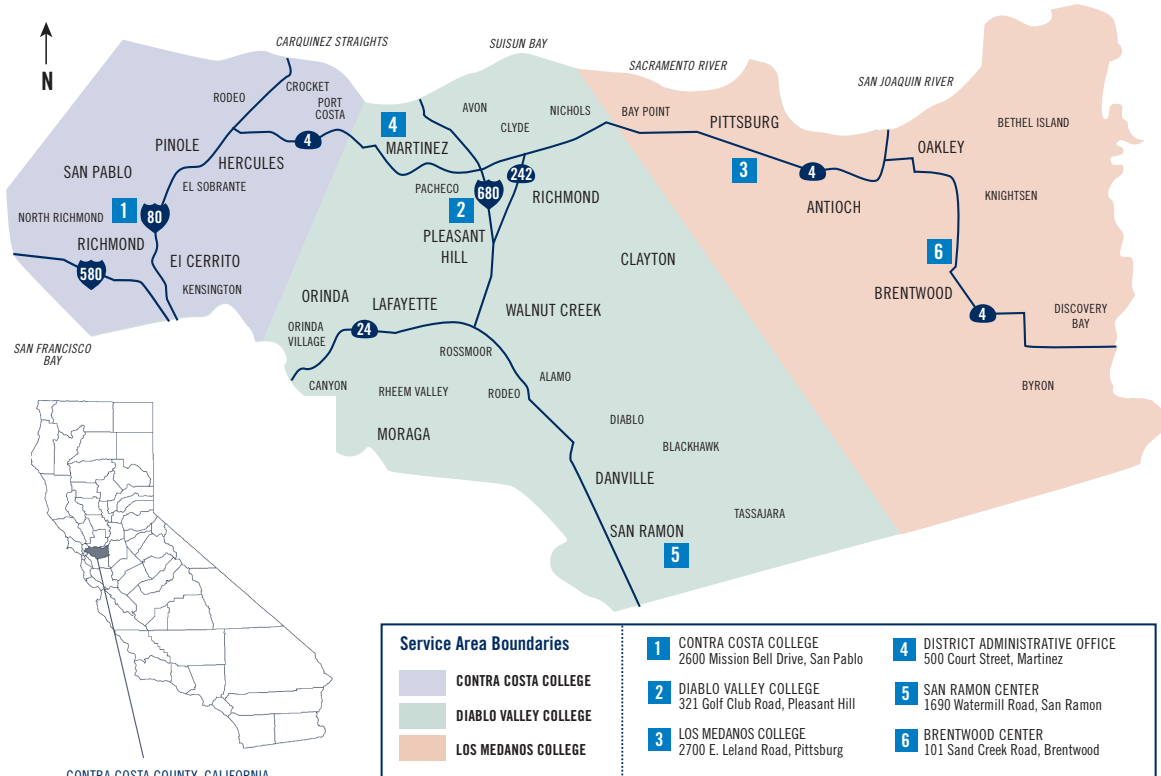 CARQUINEZ STRAIGHTS
SUISUN BAY
SACRAMENTO RIVER
SAN JOAQUIN RIVER
N
RODEO
CROCKET
PORT
COSTA
4
PINOLE
HERCULES
SAN PABLO
EL SOBRANTE
NORTH RICHMOND
1
80
RICHMOND
580
El CERRITO
KENSINGTON
SAN FRANCISCO
BAY
4
MARTINEZ
AVON
CLYDE
NICHOLS
PACHECO
680
242
2
RICHMOND
PLEASANT
HILL
CLAYTON
ORINDA
LAFAYETTE
WALNUT CREEK
ORINDA
VILLAGE
24
ROSSMOOR
CANYON
RHEEM VALLEY
RODEO
ALAMO
MORAGA
DIABLO
BLACKHAWK
DANVILLE
TASSAJARA
SAN RAMON
5
BAY POINT
PITTSBURG
3
4
ANTIOCH
OAKLEY
BETHEL ISLAND
KNIGHTSEN
6
BRENTWOOD
4
DISCOVERY
BAY
BYRON
CONTRA COSTA COUNTY, CALIFORNIA
Service Area Boundaries
CONTRA COSTA COLLEGE
DIABLO VALLEY COLLEGE
LOS MEDANOS COLLEGE
1 CONTRA COSTA COLLEGE
2600 Mission Bell Drive, San Pablo
2 DIABLO VALLEY COLLEGE
321 Golf Club Road, Pleasant Hill
3 LOS MEDANOS COLLEGE
2700 E. Leland Road, Pittsburg
4 DISTRICT ADMINISTRATIVE OFFICE
500 Court Street, Martinez
5 SAN RAMON CENTER
1690 Watermill Road, San Ramon
6 BRENTWOOD CENTER
101 Sand Creek Road, Brentwood